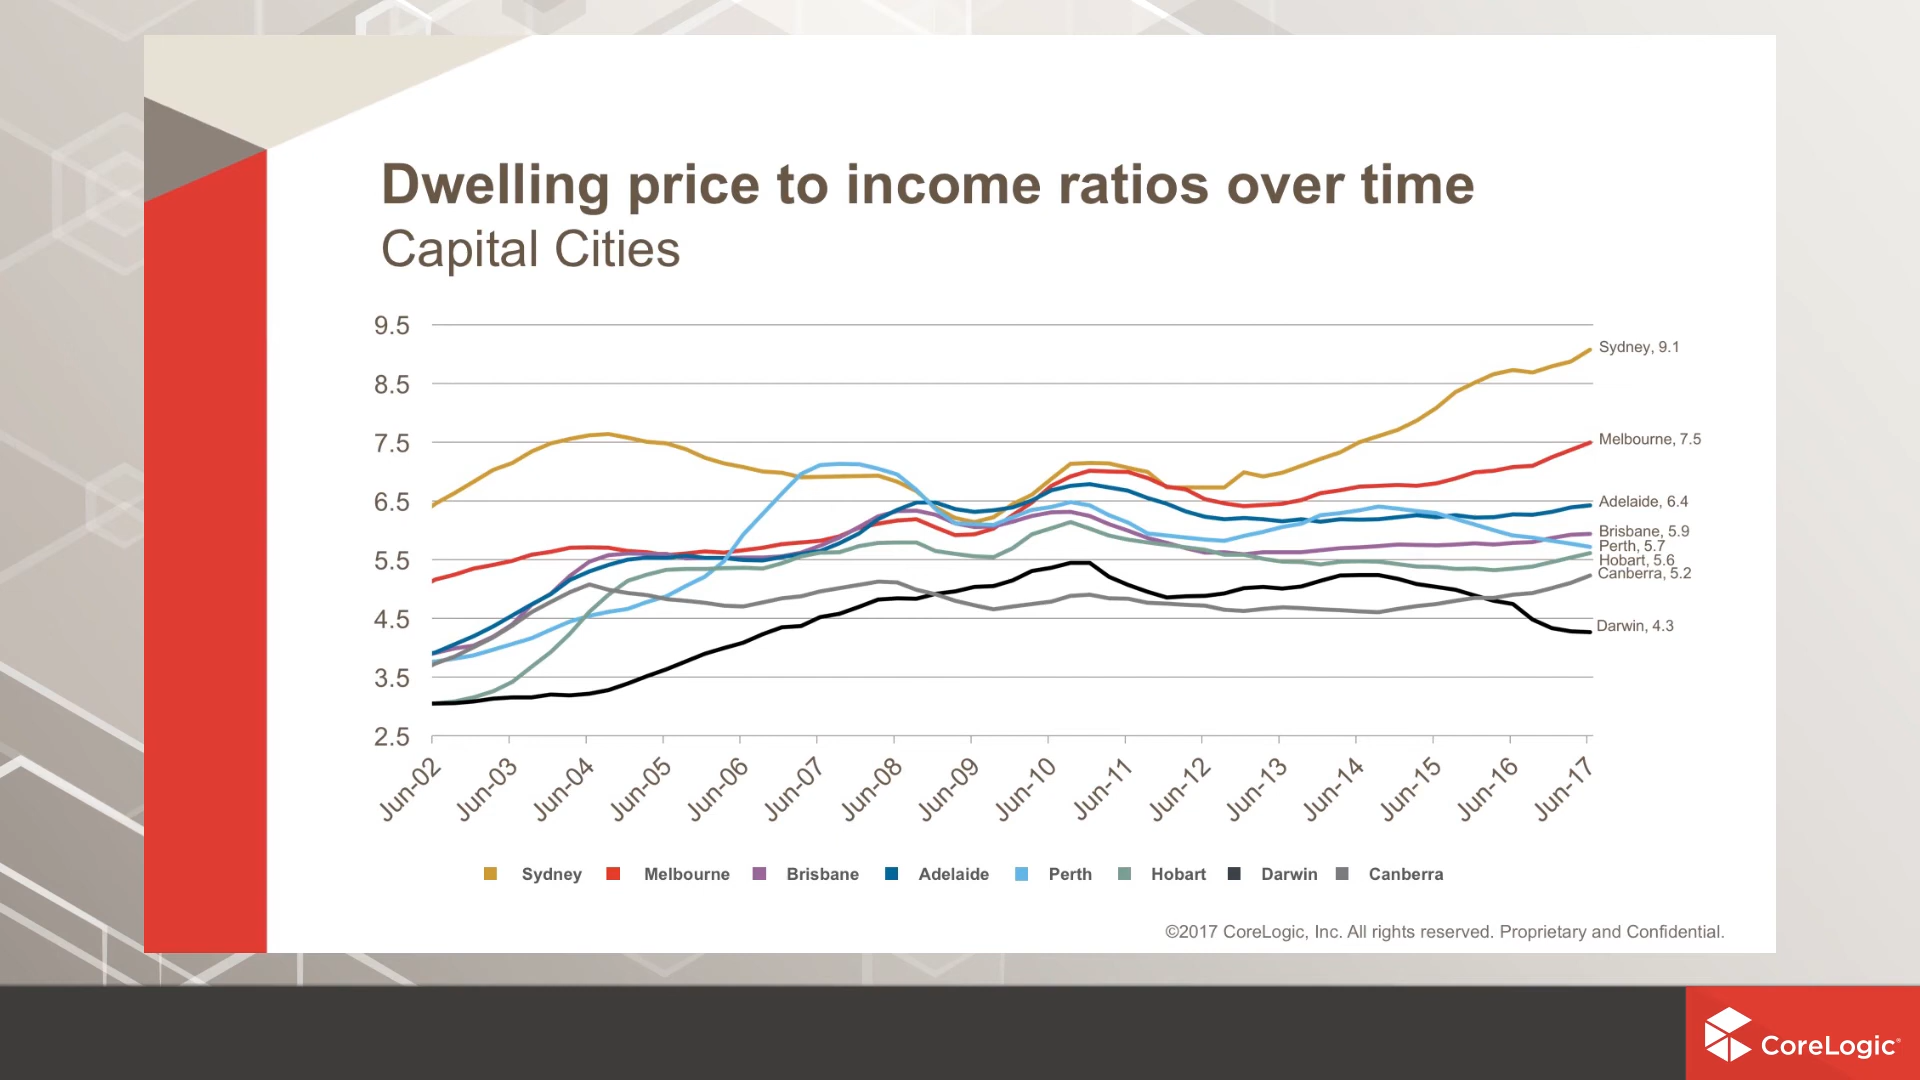 Dwelling price to income ratios over time
Capital Cities
9.5
8.5
7.5
6.5
5.5
4.5
3.5
2.5
Sydney, 9.1
Melbourne, 7.5
Adelaide, 6.4
Brisbane, 5.9
Perth, 5.7
Hobart, 5.6
Canberra, 5.2
Darwin, 4.3
Jun-02 Jun-03 Jun-04 Jun-05 Jun-06 Jun-07 Jun-08 Jun-09 Jun-10 Jun-11 Jun-12 Jun-13 Jun-14 Jun-15 Jun-16 Jun-17
Sydney Melbourne Brisbane Adelaide Perth Hobart Darwin Canberra
©2017 CoreLogic, Inc. All rights reserved. Proprietary and Confidential.
CoreLogic